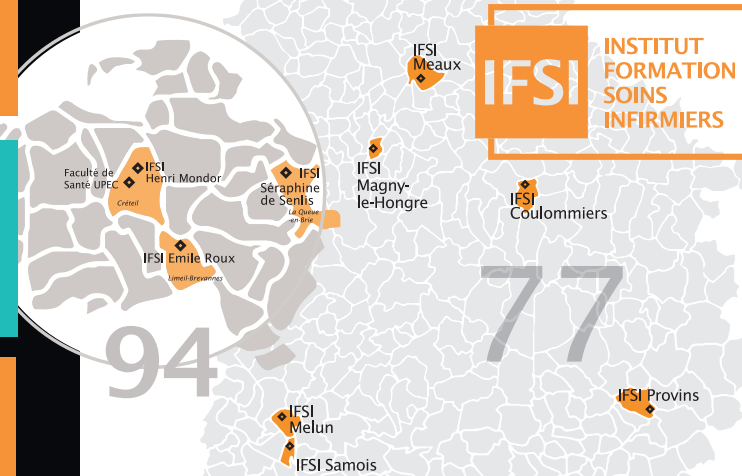 IFSI
INSTITUT
FORMATION
SOINS
INFIRMIERS
IFSI
Meaux
IFSI
Magny-
le-Hongre
IFSI
Coulommiers
Faculté de
Santé UPEC
IFSI
Henri Mondor
Créteil
IFSI
Séraphine
de Senlis
La Queue
-en-Brie
IFSI Emile Roux
Limeil-Brevannes
94
77
IFSI Provins
IFSI
Melun
IFSI Samois